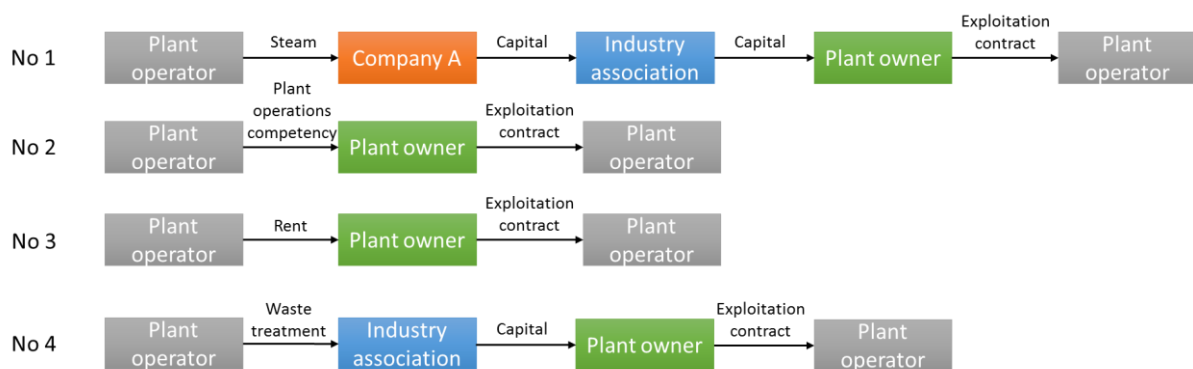 Exploitation
Steam
Capital
Capital
contract
No 1
Plant
operator
Company A
Industry
association
Plant owner
Plant
operator
Plant
operations
competency
Exploitation
contract
No 2
Plant
operator
Plant owner
Plant
operator
Rent
Exploitation
contract
No 3
Plant
operator
Plant owner
Plant
operator
Waste
treatment
Capital
Exploitation
contract
No 4
Plant
operator
Industry
association
Plant owner
Plant
operator